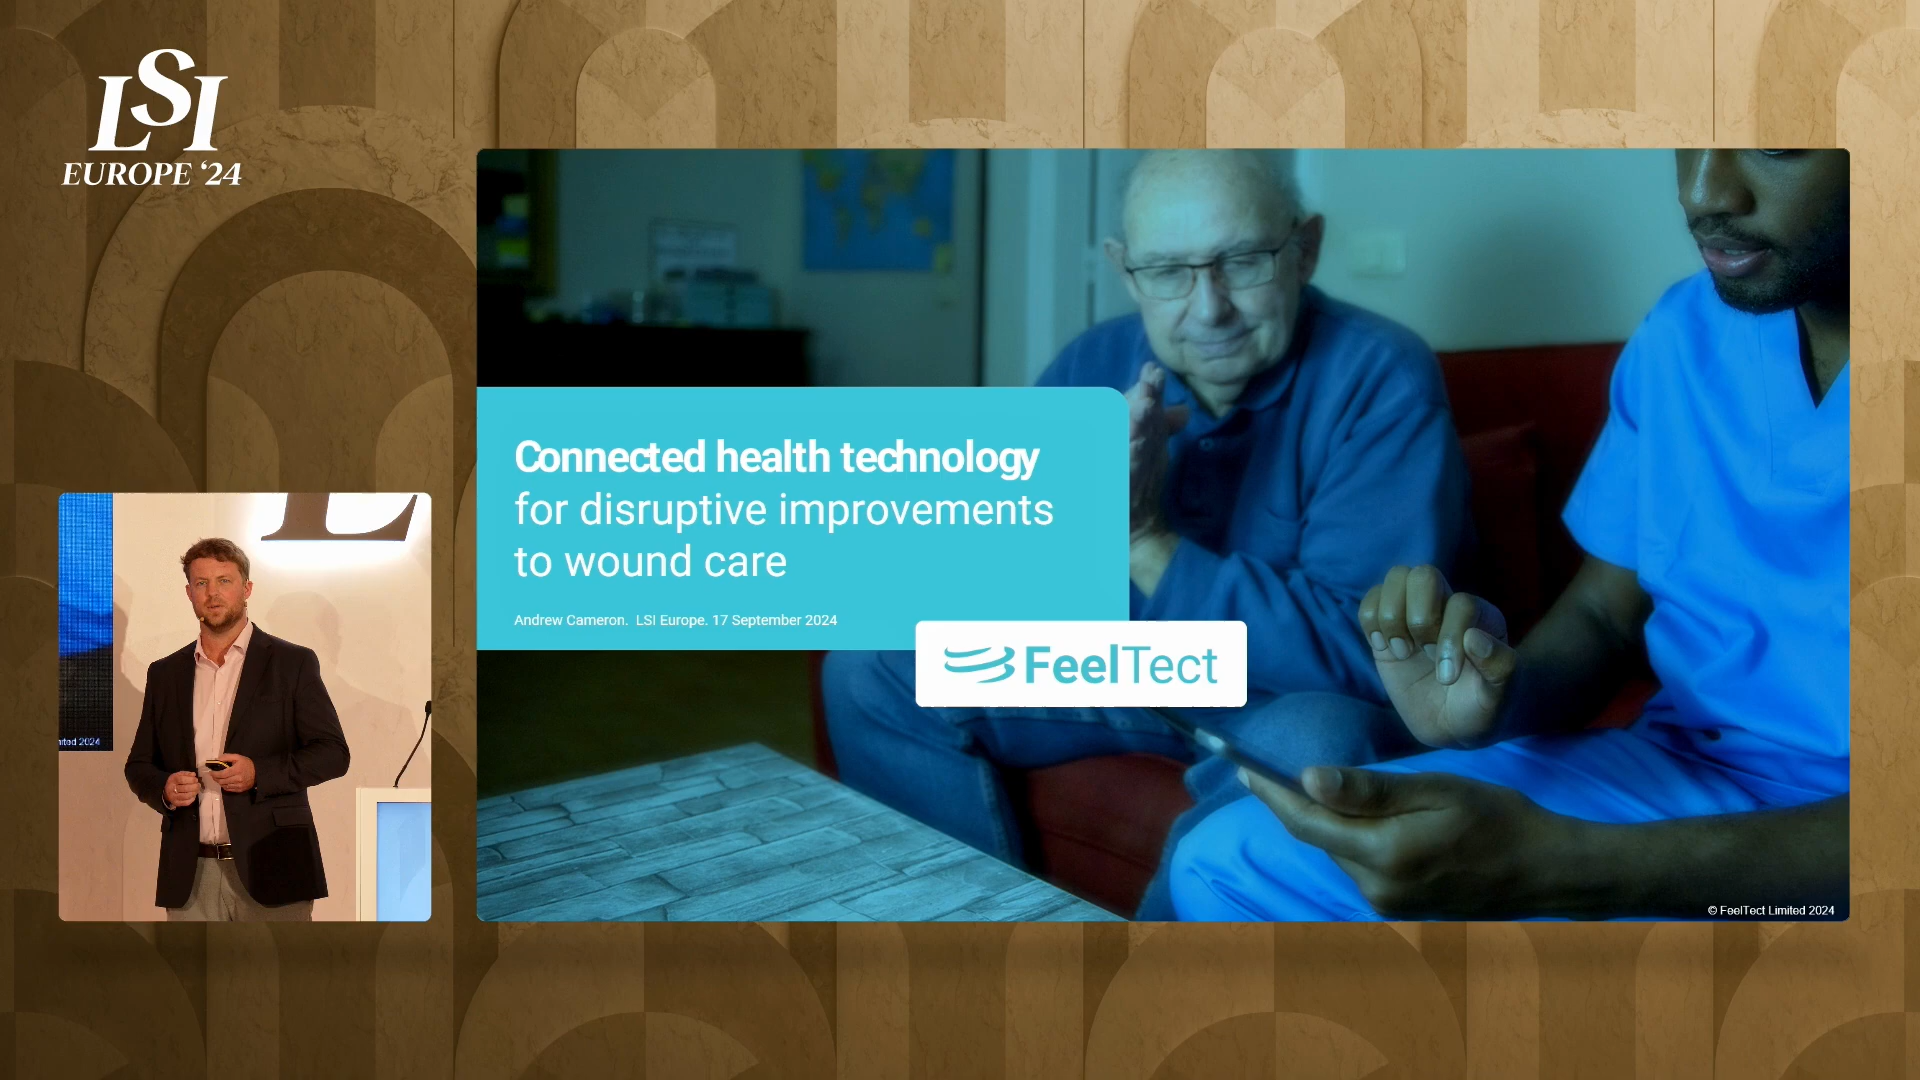 LSI
EUROPE '24
Connected health technology
for disruptive improvements
to wound care
Andrew Cameron. LSI Europe. 17 September 2024
FeelTect
© FeelTect Limited 2024
2024